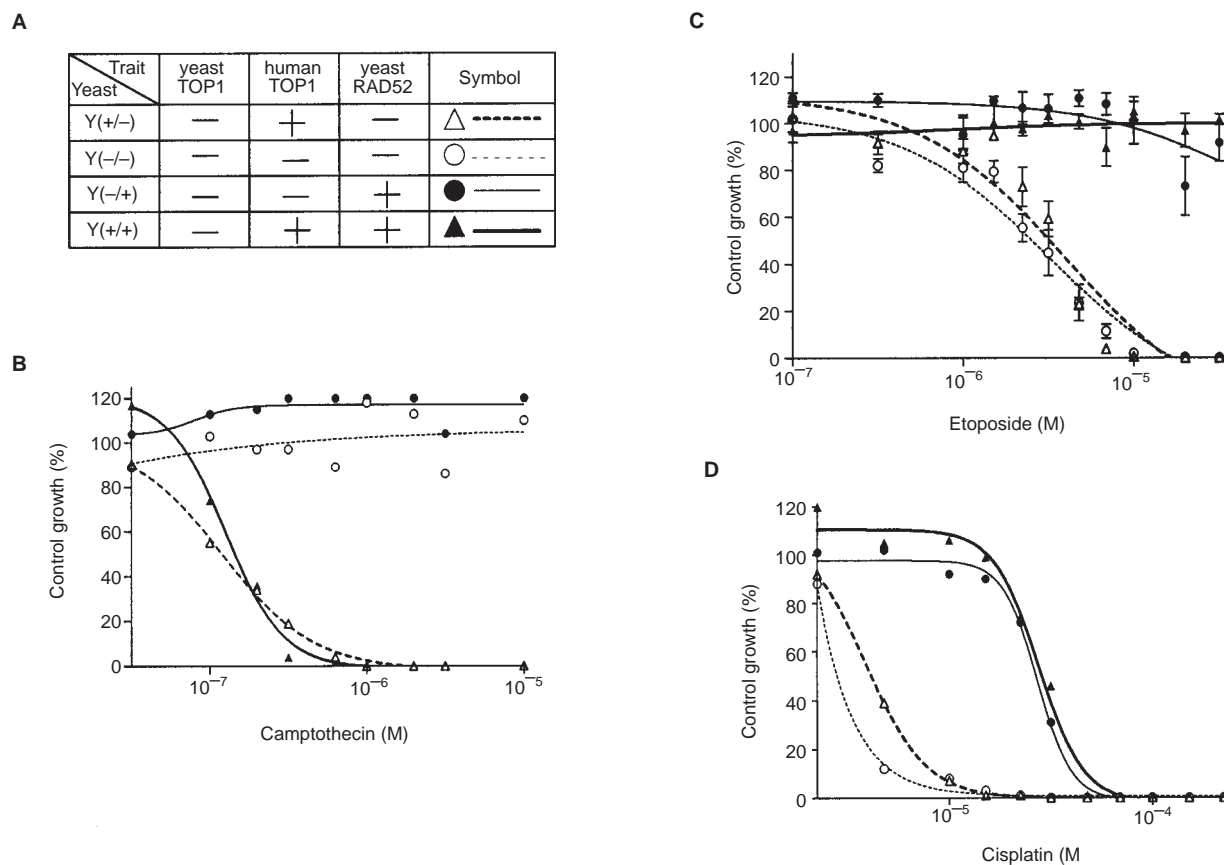 A
Trait
Yeast
yeast TOP1
human TOP1
yeast RAD52
Symbol
Y(+/−) − + −
Y(−/−) − − −
Y(−/+) − − +
Y(+/+) − + +
B
Control growth (%)
120
100
80
60
40
20
0
10−7
10−6
10−5
Camptothecin (M)
C
Control growth (%)
120
100
80
60
40
20
0
10−7
10−6
10−5
Etoposide (M)
D
Control growth (%)
120
100
80
60
40
20
0
10−5
10−4
Cisplatin (M